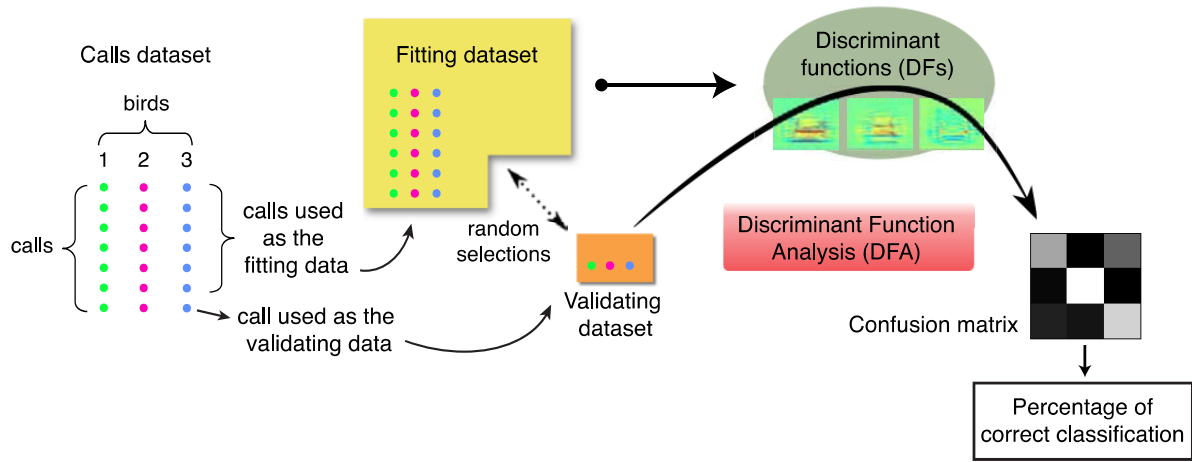 Calls dataset
birds
1 2 3
calls
calls used
as the
fitting data
call used as the
validating data
Fitting dataset
random
selections
Validating
dataset
Discriminant
functions (DFs)
Discriminant Function
Analysis (DFA)
Confusion matrix
Percentage of
correct classification